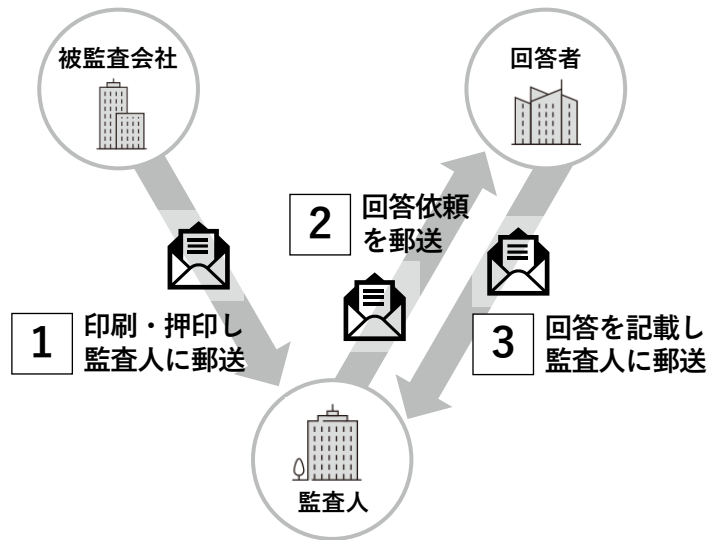 被監査会社
回答者
2
回答依頼
を郵送
1
印刷・押印し
監査人に郵送
3
回答を記載し
監査人に郵送
監査人